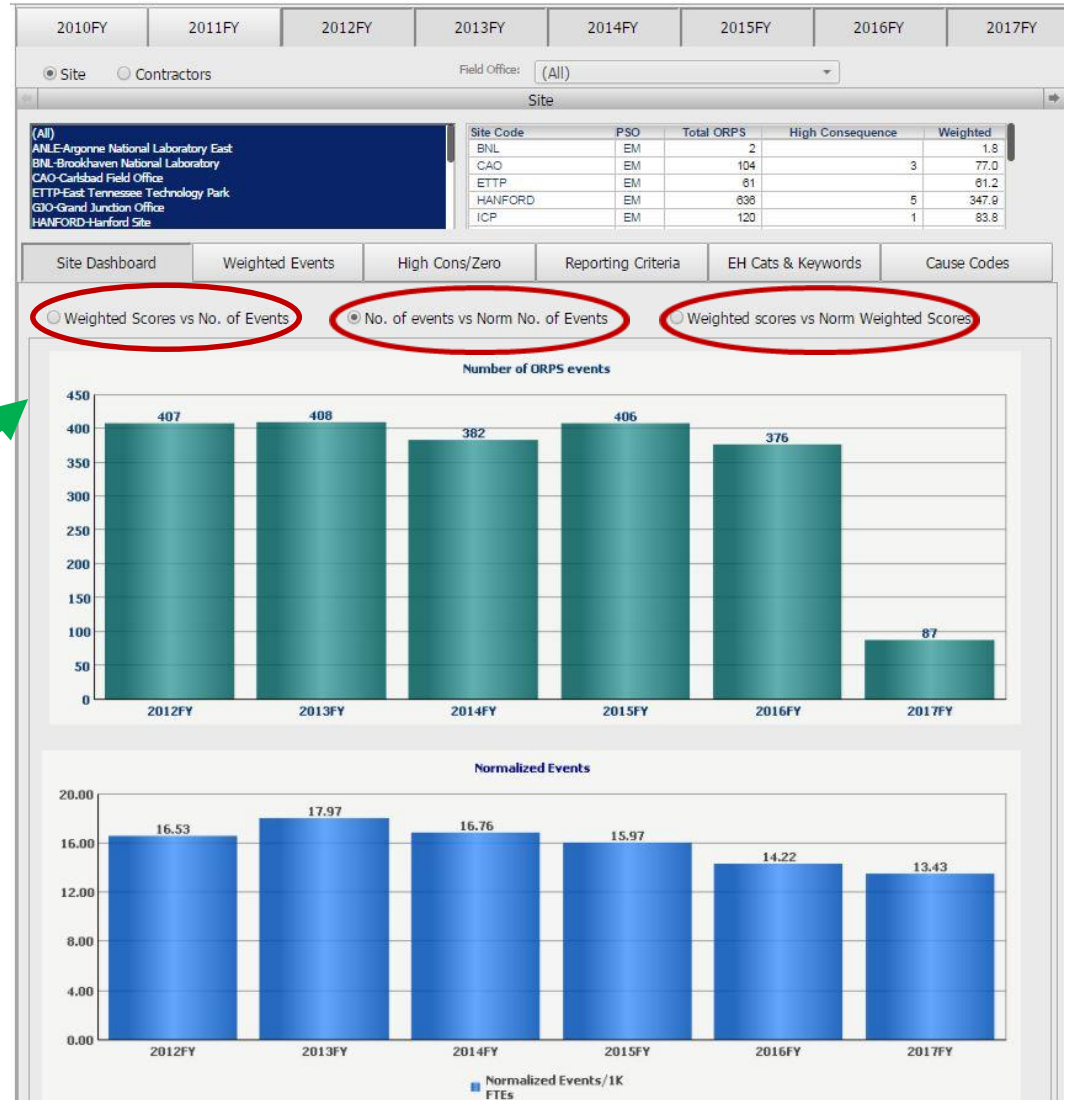 2010FY 2011FY 2012FY 2013FY 2014FY 2015FY 2016FY 2017FY
Site Contractors Field Office: (All)
Site
(All)
ANLE-Argonne National Laboratory East
BNL-Brookhaven National Laboratory
CAO-Carlsbad Field Office
ETTP-East Tennessee Technology Park
GJO-Grand Junction Office
HANFORD-Hanford Site
Site Code PSO Total ORPS High Consequence Weighted
BNL EM 2 1.8
CAO EM 104 3 77.0
ETTP EM 61 61.2
HANFORD EM 636 5 347.9
ICP EM 120 1 83.8
Site Dashboard Weighted Events High Cons/Zero Reporting Criteria EH Cats & Keywords Cause Codes
Weighted Scores vs No. of Events No. of events vs Norm No. of Events Weighted scores vs Norm Weighted Scores
Number of ORPS events
450
400
350
300
250
200
150
100
50
0
407 408 382 406 376 87
2012FY 2013FY 2014FY 2015FY 2016FY 2017FY
Normalized Events
20.00
16.00
12.00
8.00
4.00
0.00
16.53 17.97 16.76 15.97 14.22 13.43
2012FY 2013FY 2014FY 2015FY 2016FY 2017FY
Normalized Events/1K
FTEs